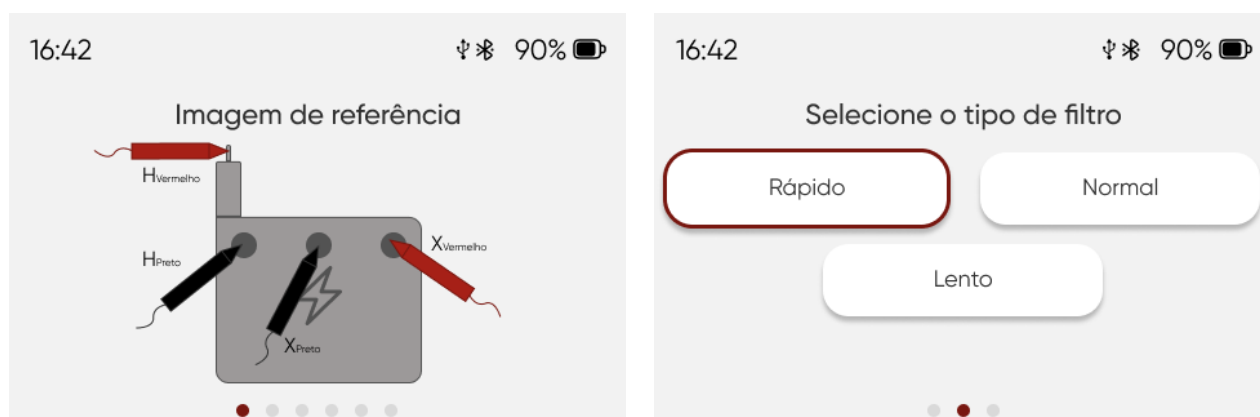 16:42
90%
Imagem de referência
HVermelho
HPreto
XVermelho
XPreto
16:42
90%
Selecione o tipo de filtro
Rápido
Normal
Lento